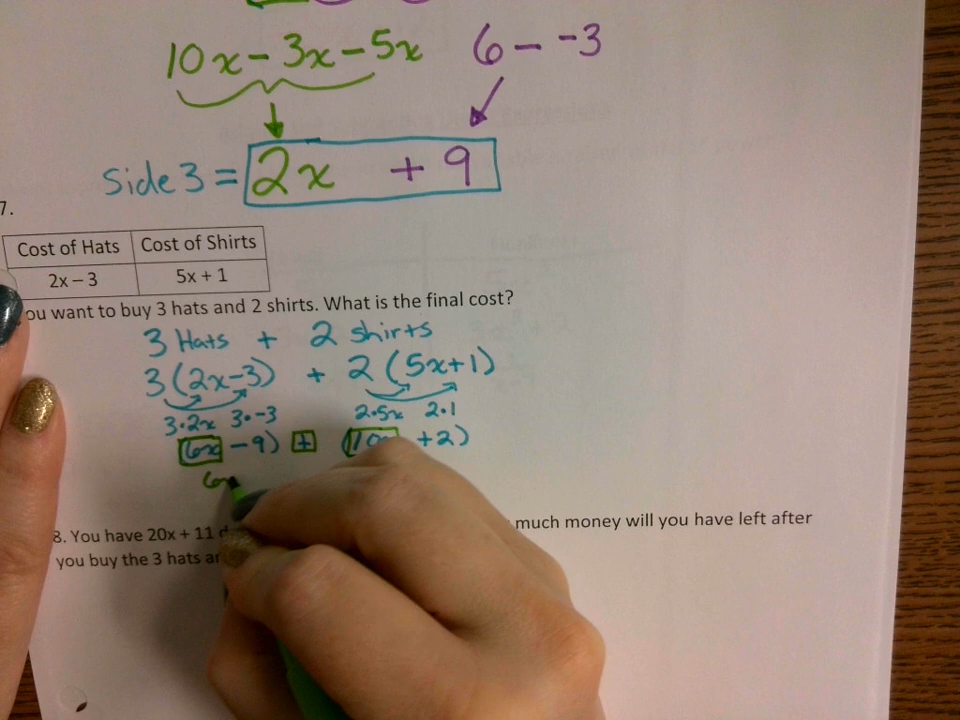 10x - 3x - 5x 6 - -3
side 3 = 2x + 9
7.
Cost of Hats Cost of Shirts
2x – 3 5x + 1
ou want to buy 3 hats and 2 shirts. What is the final cost?
3 Hats + 2 shirts
3(2x-3) + 2(5x+1)
3·2x 3·-3 2·5x 2·1
(6x - 9) + (10x +2)
6x
8. You have 20x + 11 d much money will you have left after
you buy the 3 hats an